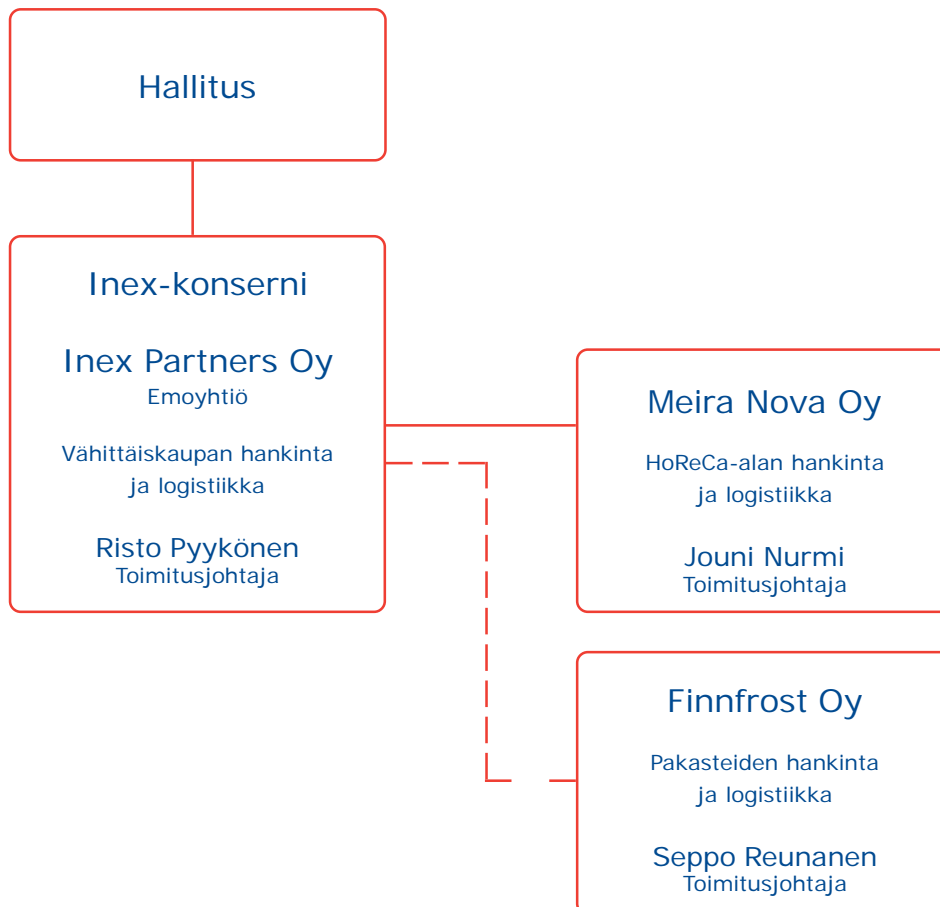 Hallitus
Inex-konserni
Inex Partners Oy
Emoyhtiö
Vähittäiskaupan hankinta
ja logistiikka
Risto Pyykönen
Toimitusjohtaja
Meira Nova Oy
HoReCa-alan hankinta
ja logistiikka
Jouni Nurmi
Toimitusjohtaja
Finnfrost Oy
Pakasteiden hankinta
ja logistiikka
Seppo Reunanen
Toimitusjohtaja